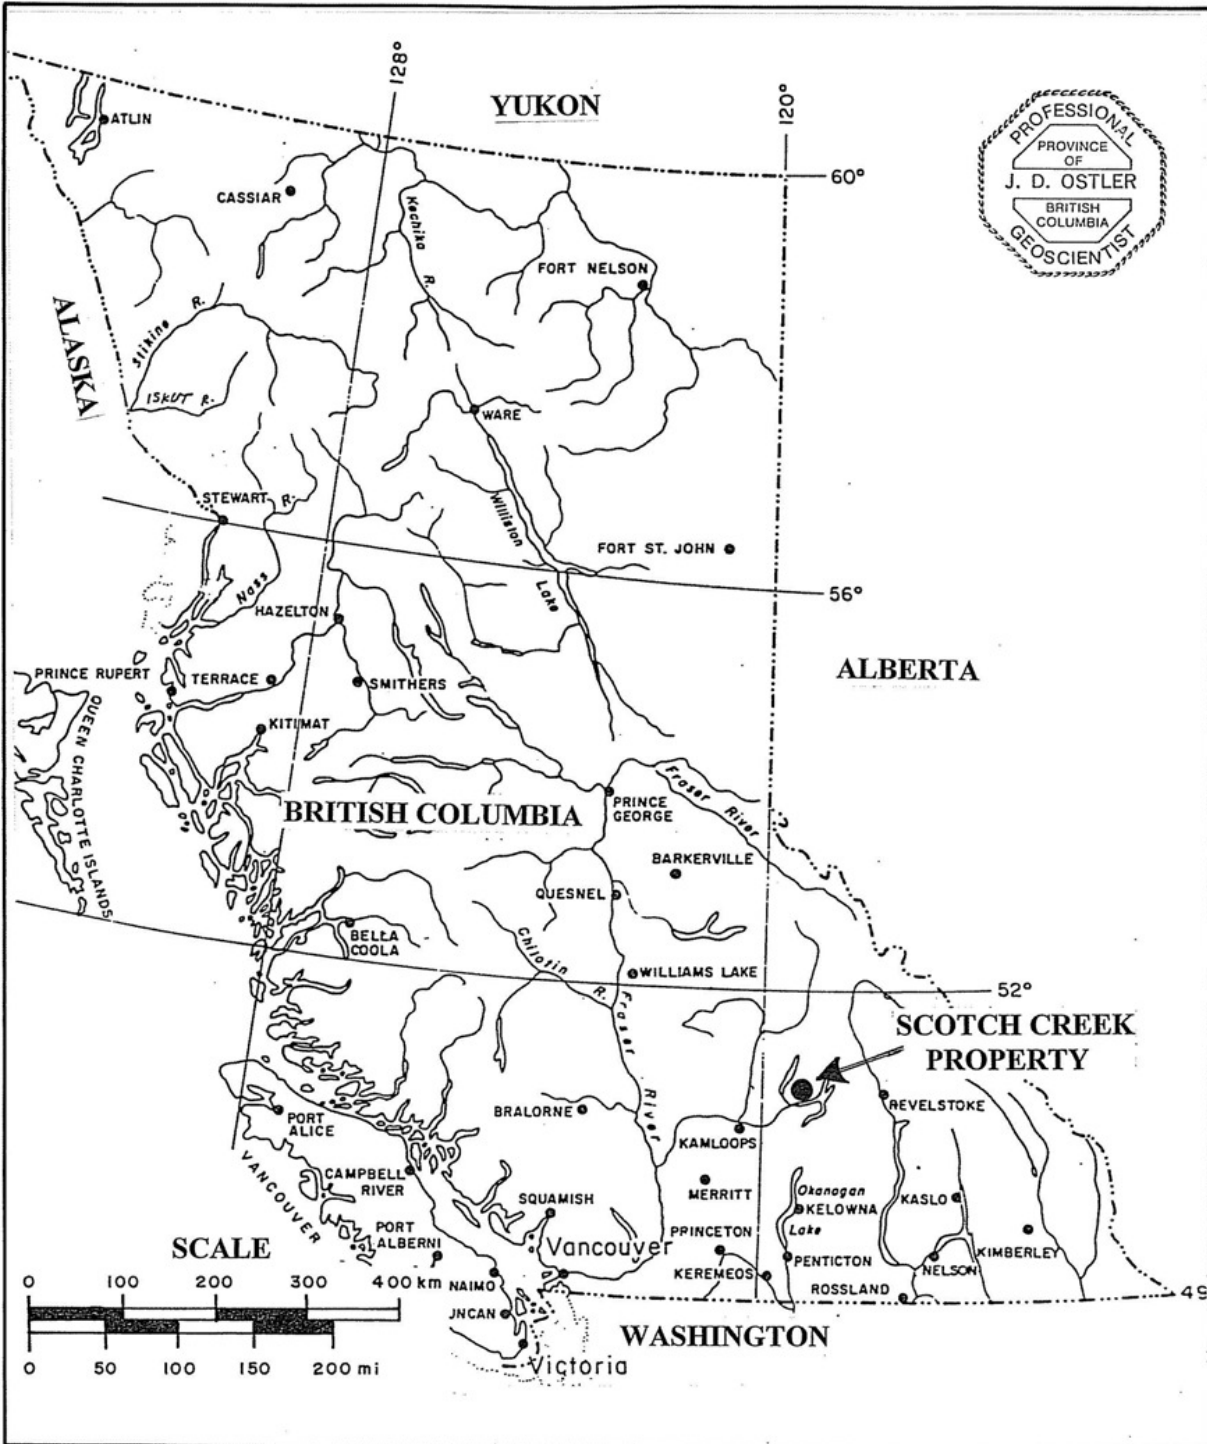 128°
YUKON
120°
ATLIN
PROFESSIONAL
PROVINCE
OF
J. D. OSTLER
BRITISH
COLUMBIA
GEOSCIENTIST
60°
CASSIAR
Kechika
R.
FORT NELSON
ALASKA
Stikine R.
ISKUT R.
WARE
STEWART
R.
Williston
FORT ST. JOHN
Nass
Lake
56°
HAZELTON
PRINCE RUPERT
TERRACE
SMITHERS
ALBERTA
QUEEN CHARLOTTE ISLANDS
KITIMAT
Fraser River
BRITISH COLUMBIA
PRINCE
GEORGE
BARKERVILLE
QUESNEL
BELLA
COOLA
Chilotin
R.
WILLIAMS LAKE
52°
Fraser
River
SCOTCH CREEK
PROPERTY
PORT
ALICE
BRALORNE
REVELSTOKE
KAMLOOPS
VANCOUVER
CAMPBELL
RIVER
MERRITT
SQUAMISH
Okanagan
KELOWNA
Lake
KASLO
PORT
ALBERNI
PRINCETON
KIMBERLEY
SCALE
Vancouver
KEREMEOS
PENTICTON
NELSON
0 100 200 300 400 km
NAIMO
ROSSLAND
49
JNCAN
WASHINGTON
0 50 100 150 200 mi
Victoria